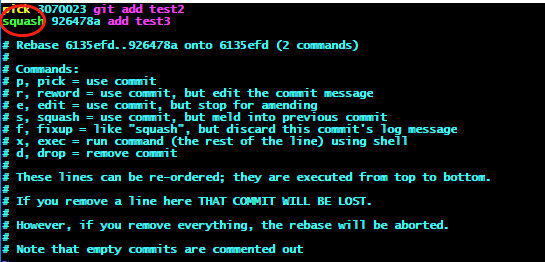 pick 3070023 git add test2
squash 926478a add test3
# Rebase 6135efd..926478a onto 6135efd (2 commands)
#
# Commands:
# p, pick = use commit
# r, reword = use commit, but edit the commit message
# e, edit = use commit, but stop for amending
# s, squash = use commit, but meld into previous commit
# f, fixup = like "squash", but discard this commit's log message
# x, exec = run command (the rest of the line) using shell
# d, drop = remove commit
#
# These lines can be re-ordered; they are executed from top to bottom.
#
# If you remove a line here THAT COMMIT WILL BE LOST.
#
# However, if you remove everything, the rebase will be aborted.
#
# Note that empty commits are commented out